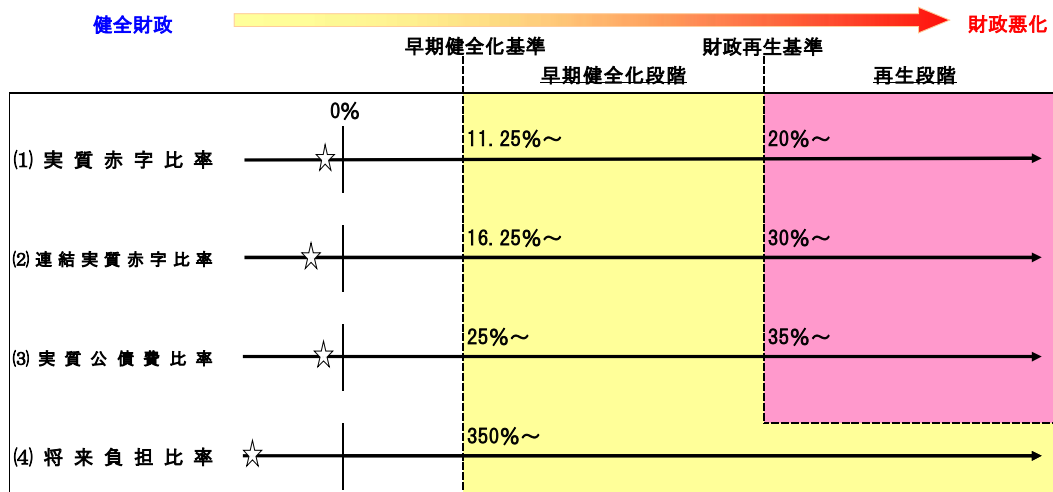 健全財政
財政悪化
早期健全化基準
財政再生基準
早期健全化段階
再生段階
0%
⑴ 実質赤字比率
11.25%～
20%～
⑵ 連結実質赤字比率
16.25%～
30%～
⑶ 実質公債費比率
25%～
35%～
⑷ 将来負担比率
350%～